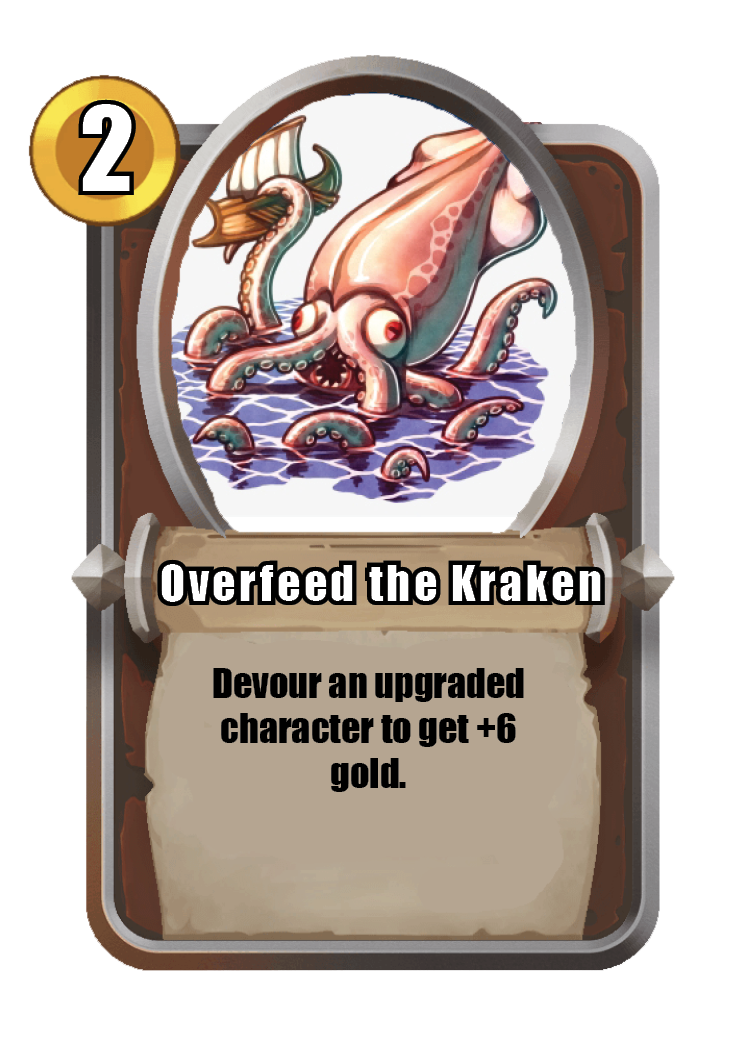 2
Overfeed the Kraken
Devour an upgraded
character to get +6
gold.